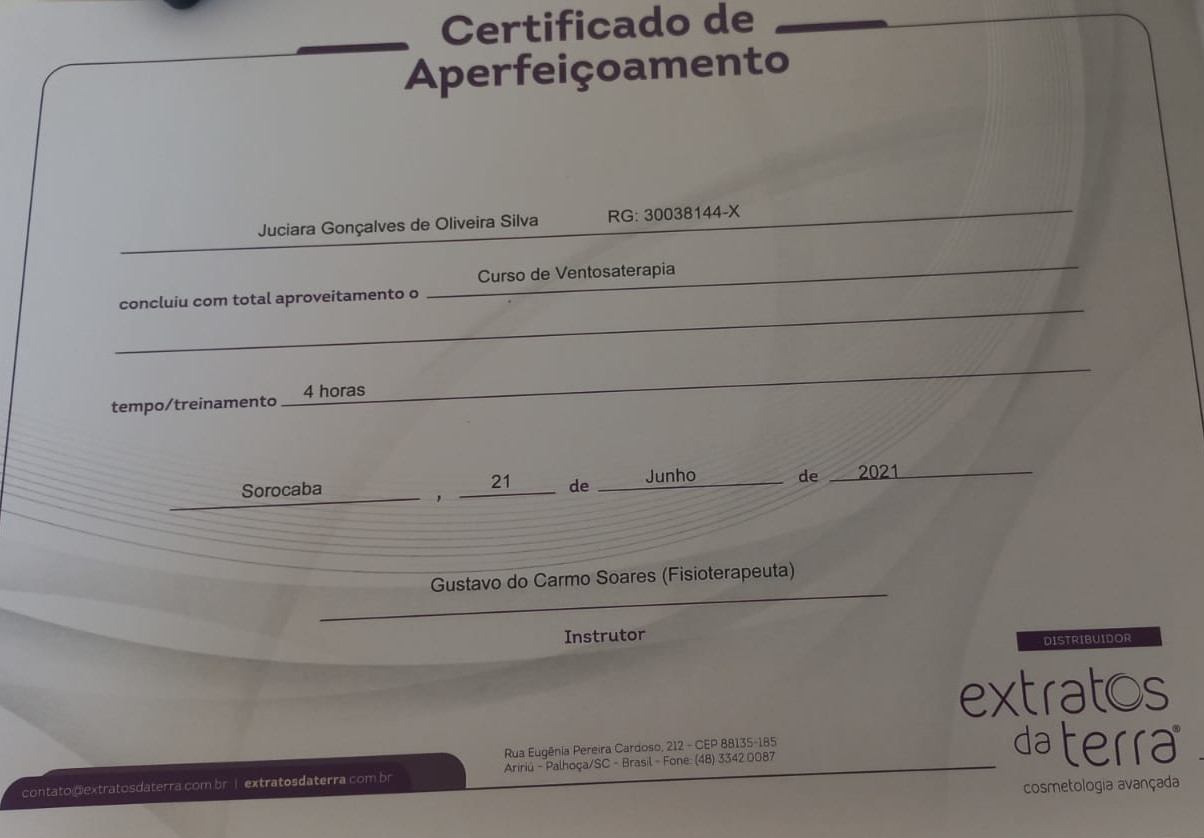 Certificado de
Aperfeiçoamento
Juciara Gonçalves de Oliveira Silva RG: 30038144-X
concluiu com total aproveitamento o Curso de Ventosaterapia
tempo/treinamento 4 horas
Sorocaba , 21 de Junho de 2021
Gustavo do Carmo Soares (Fisioterapeuta)
Instrutor
DISTRIBUIDOR
extratos
da terra®
cosmetologia avançada
Rua Eugênia Pereira Cardoso, 212 - CEP 88135-185
Aririú - Palhoça/SC - Brasil - Fone: (48) 3342.0087
contato@extratosdaterra.com.br | extratosdaterra.com.br